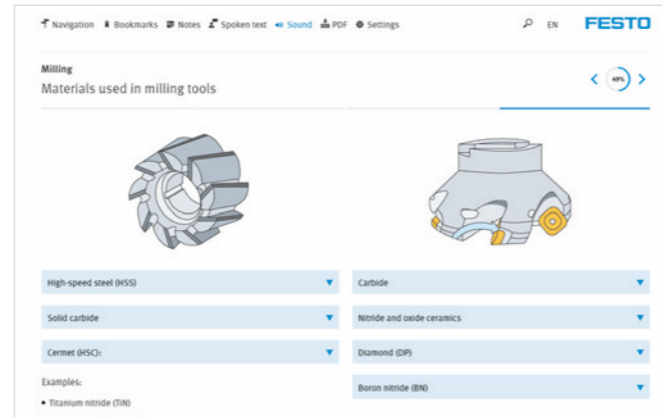 Navigation Bookmarks Notes Spoken text Sound PDF Settings EN FESTO
Milling
Materials used in milling tools
49%
High-speed steel (HSS)
Solid carbide
Cermet (HSC):
Examples:
• Titanium nitride (TiN)
Carbide
Nitride and oxide ceramics
Diamond (DP)
Boron nitride (BN)